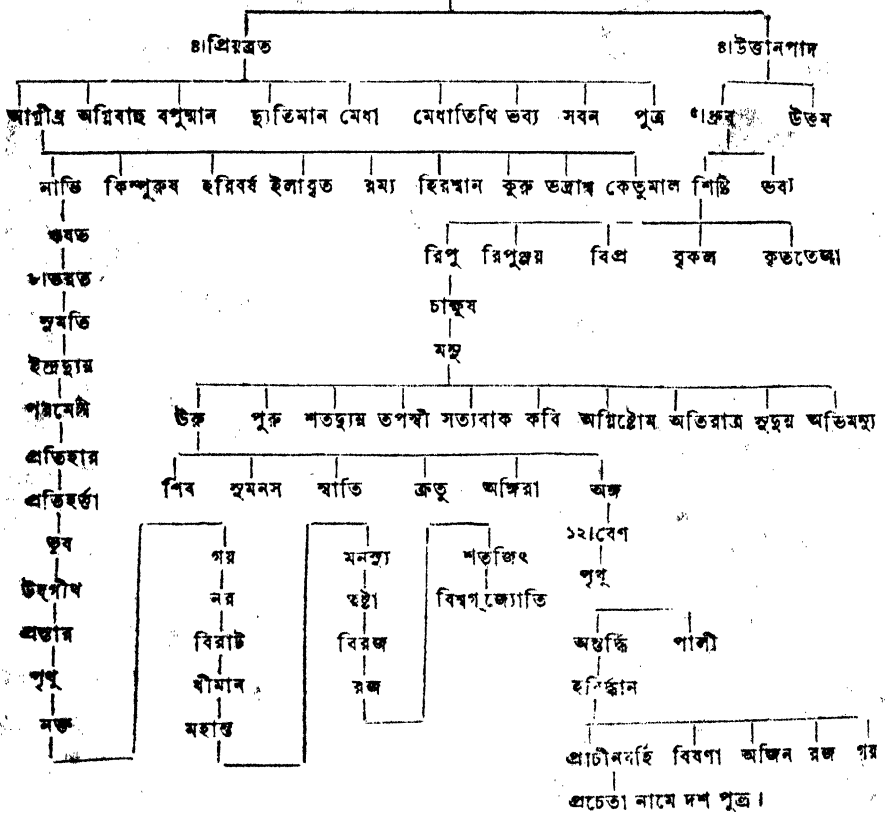 ৪।প্রিয়ব্রত ৪।উত্তানপাদ
আগ্নীধ্র অগ্নিবাহু বপুষ্মান দ্যুতিমান মেধা মেধাতিথি ভব্য সবন পুত্র ৫।ধ্রুব উত্তম
নাভি কিম্পুরুষ হরিবর্ষ ইলাবৃত রম্য হিরণ্বান কুরু ভদ্রাশ্ব কেতুমাল শিষ্টি ভব্য
ঋষভ
রিপু রিপুঞ্জয় বিপ্র বৃকল কৃততেজা
৮।ভরত
চাক্ষুষ
সুমতি
মনু
ইন্দ্রদ্যুম্ন
পরমেষ্ঠি
ঊরু পুরু শতদ্যুম্ন তপস্বী সত্যবাক কবি অগ্নিষ্টোম অতিরাত্র সুদ্যুম্ন অভিমন্যু
প্রতিহার
প্রতিহর্ত্তা
শিব সুমনস স্বাতি ক্রতু অঙ্গিরা অঙ্গ
১২।বেণ
ভুব গয় মনস্যু শতজিৎ
পৃথু
উদ্গীথ নর ত্বষ্টা বিশ্বগ্জ্যোতি
প্রস্তার বিরাট বিরজ অন্তর্দ্ধি পালী
পৃথু ধীমান রজ হবির্দ্ধান
নক্ত মহান্ত
প্রাচীনবর্হি বিষণা অজিন রজ গয়
প্রচেতা নামে দশ পুত্র।